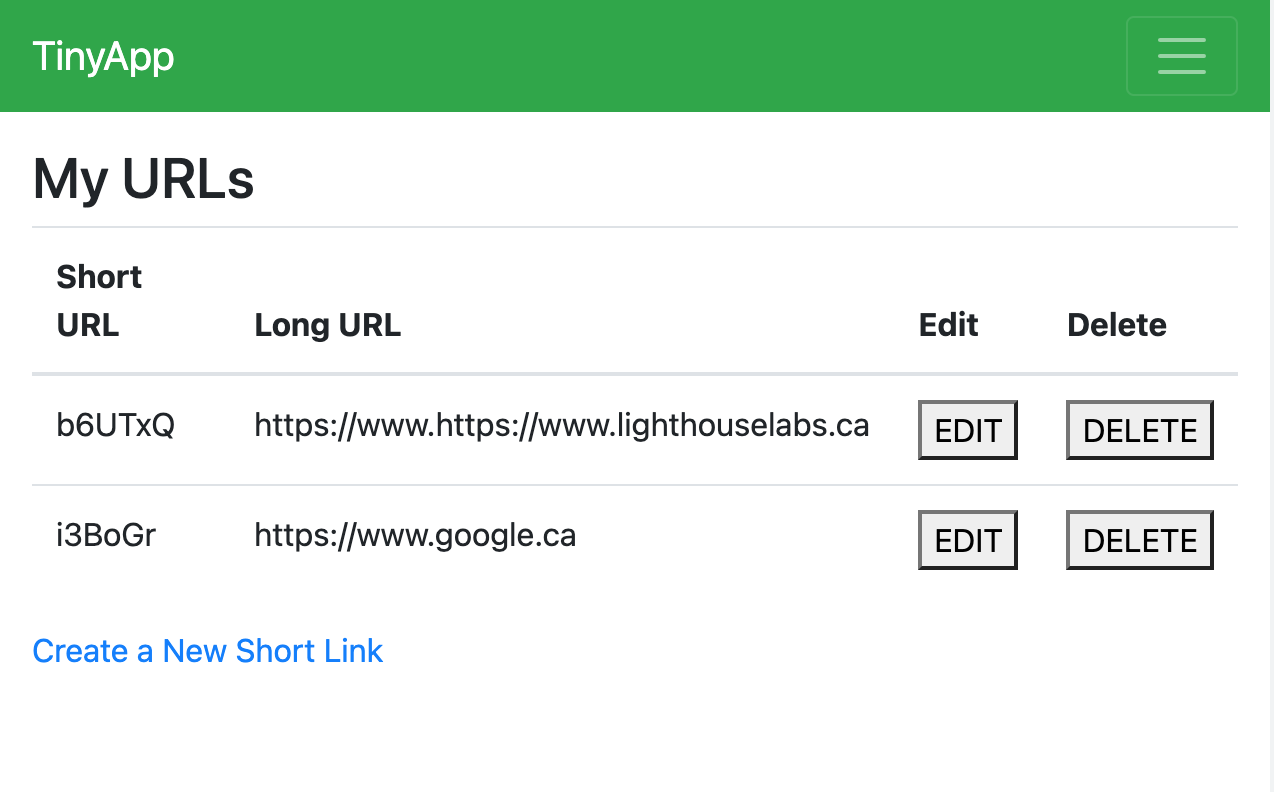 TinyApp
My URLs
Short
URL Long URL Edit Delete
b6UTxQ https://www.https://www.lighthouselabs.ca EDIT DELETE
i3BoGr https://www.google.ca EDIT DELETE
Create a New Short Link